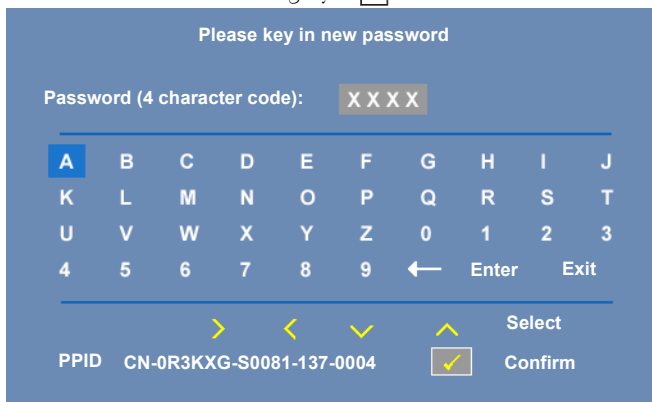 Please key in new password
Password (4 character code): X X X X
A B C D E F G H I J
K L M N O P Q R S T
U V W X Y Z 0 1 2 3
4 5 6 7 8 9 ← Enter Exit
Select
PPID CN-0R3KXG-S0081-137-0004 ✓ Confirm